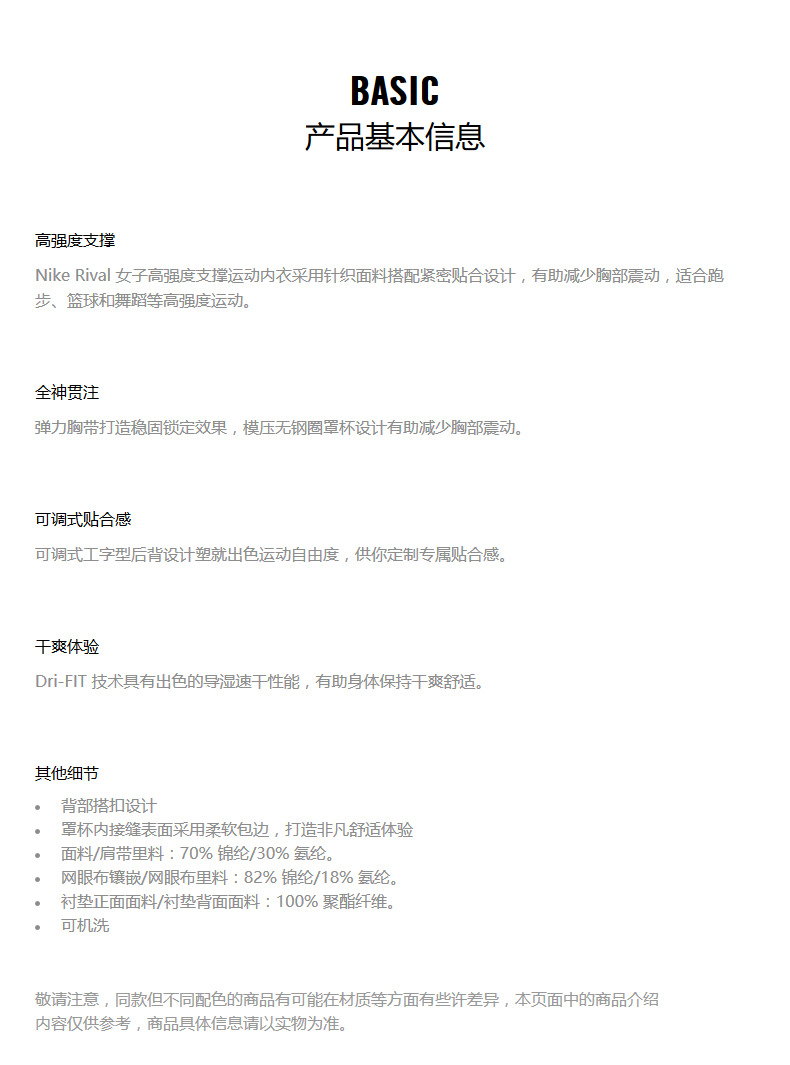 BASIC
产品基本信息
高强度支撑
Nike Rival 女子高强度支撑运动内衣采用针织面料搭配紧密贴合设计，有助减少胸部震动，适合跑
步、篮球和舞蹈等高强度运动。
全神贯注
弹力胸带打造稳固锁定效果，模压无钢圈罩杯设计有助减少胸部震动。
可调式贴合感
可调式工字型后背设计塑就出色运动自由度，供你定制专属贴合感。
干爽体验
Dri-FIT 技术具有出色的导湿速干性能，有助身体保持干爽舒适。
其他细节
• 背部搭扣设计
• 罩杯内接缝表面采用柔软包边，打造非凡舒适体验
• 面料/肩带里料：70% 锦纶/30% 氨纶。
• 网眼布镶嵌/网眼布里料：82% 锦纶/18% 氨纶。
• 衬垫正面面料/衬垫背面面料：100% 聚酯纤维。
• 可机洗
敬请注意，同款但不同配色的商品有可能在材质等方面有些许差异，本页面中的商品介绍
内容仅供参考，商品具体信息请以实物为准。